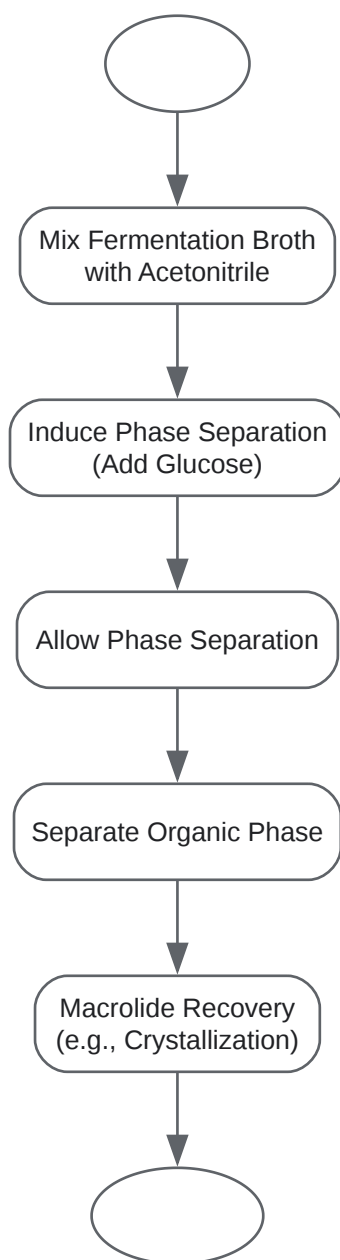 Mix Fermentation Broth
with Acetonitrile
Induce Phase Separation
(Add Glucose)
Allow Phase Separation
Separate Organic Phase
Macrolide Recovery
(e.g., Crystallization)